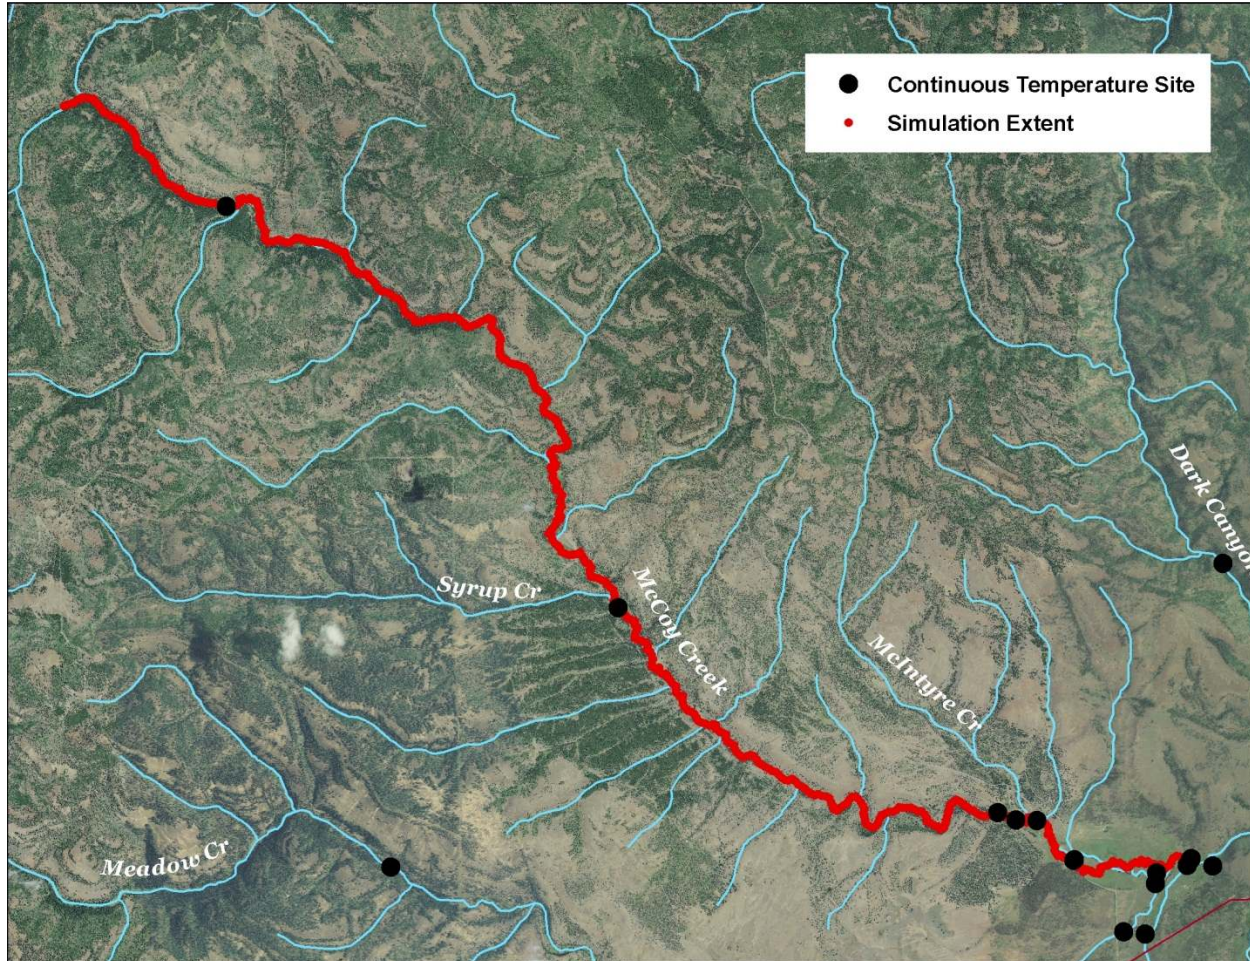 Continuous Temperature Site
Simulation Extent
Dark Canyon
Syrup Cr
McCoy Creek
McIntyre Cr
Meadow Cr